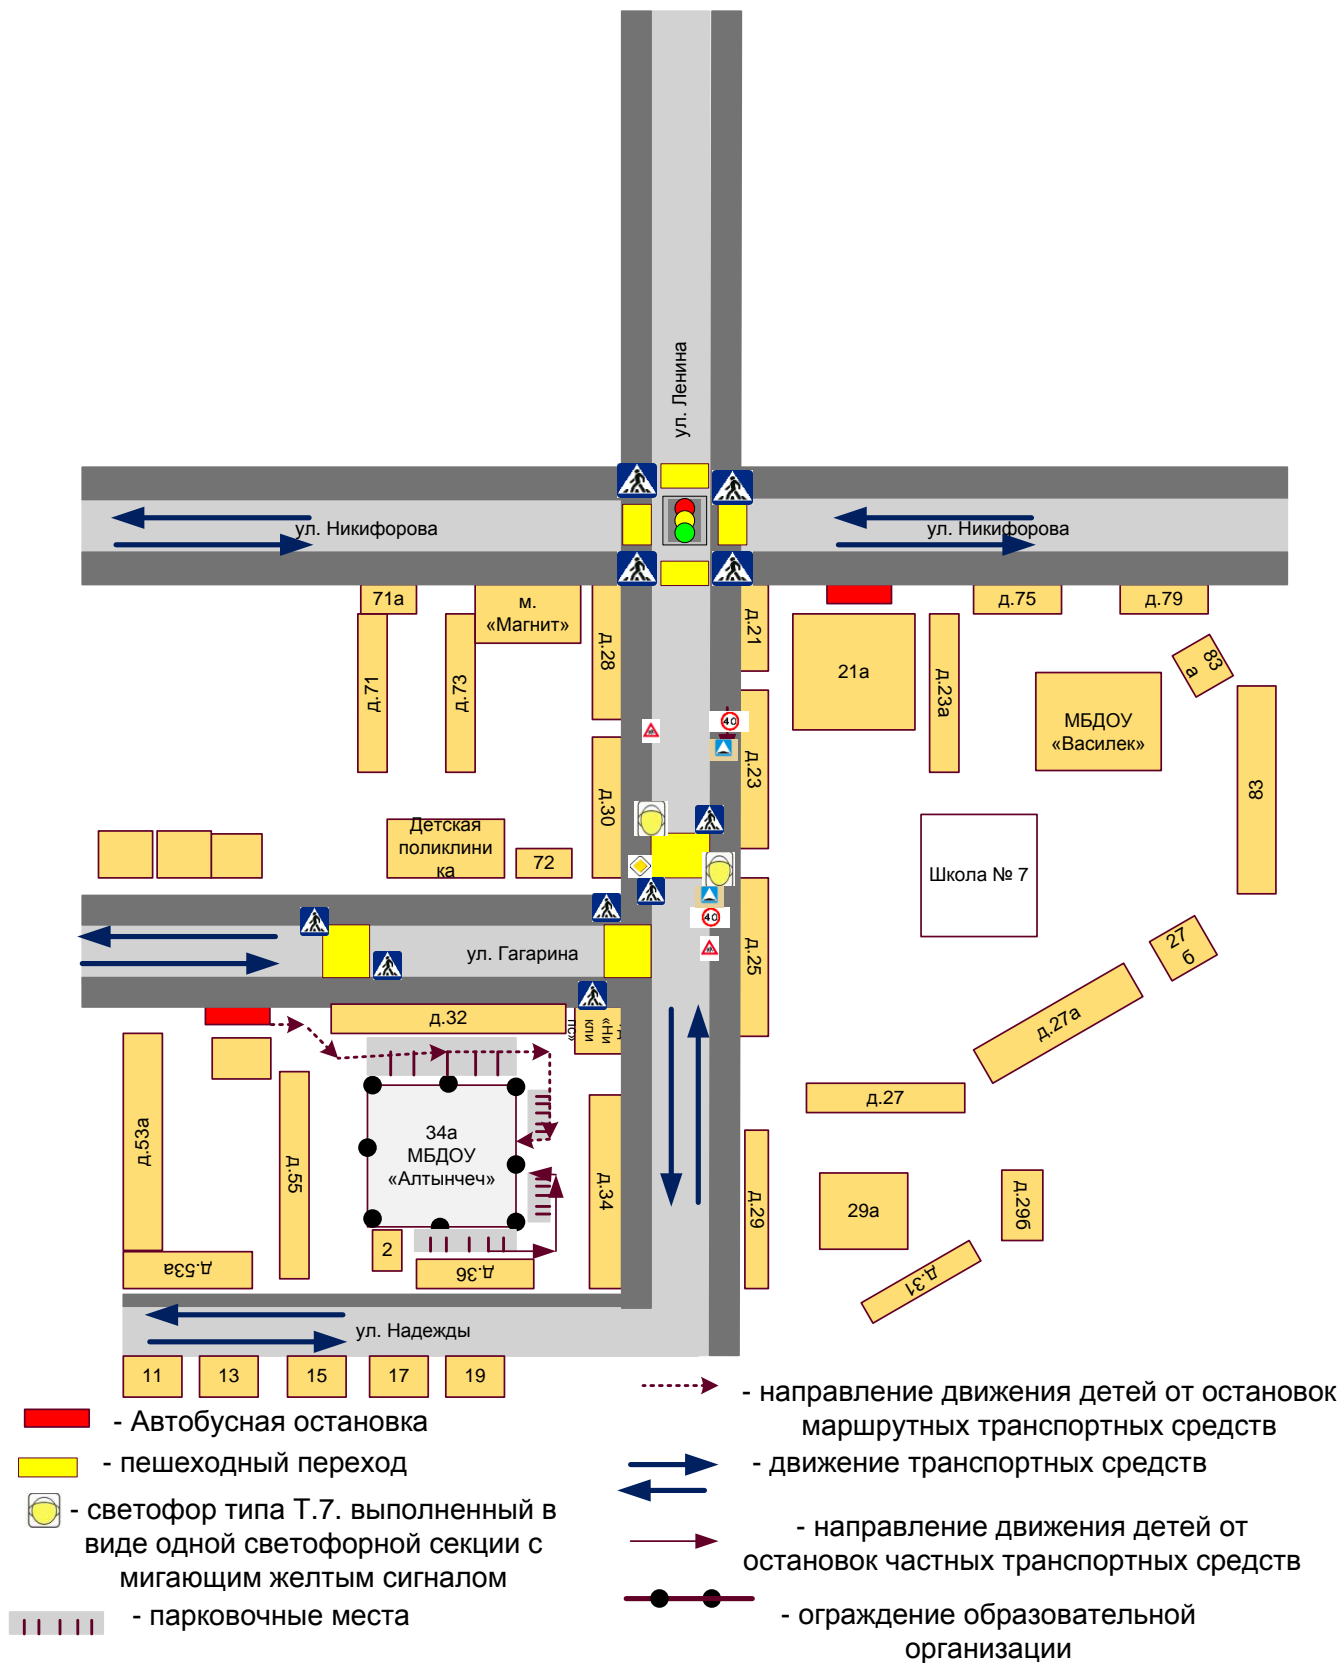 ул. Ленина
ул. Никифорова
ул. Никифорова
71а
м.
«Магнит»
д.28
д.21
д.75
д.79
д.71
д.73
21а
д.23а
МБДОУ
«Василек»
83
а
83
40
д.23
д.30
Детская
поликлини
ка
72
Школа № 7
40
ул. Гагарина
д.25
27
б
д.27а
д.32
«Ни
кли
пс»
д.27
д.53а
д.55
34а
МБДОУ
«Алтынчеч»
д.34
д.29
29а
д.29б
д.31
2
д.36
д.53а
ул. Надежды
11
13
15
17
19
- Автобусная остановка
- пешеходный переход
- светофор типа Т.7. выполненный в
виде одной светофорной секции с
мигающим желтым сигналом
- парковочные места
- направление движения детей от остановок
маршрутных транспортных средств
- движение транспортных средств
- направление движения детей от
остановок частных транспортных средств
- ограждение образовательной
организации